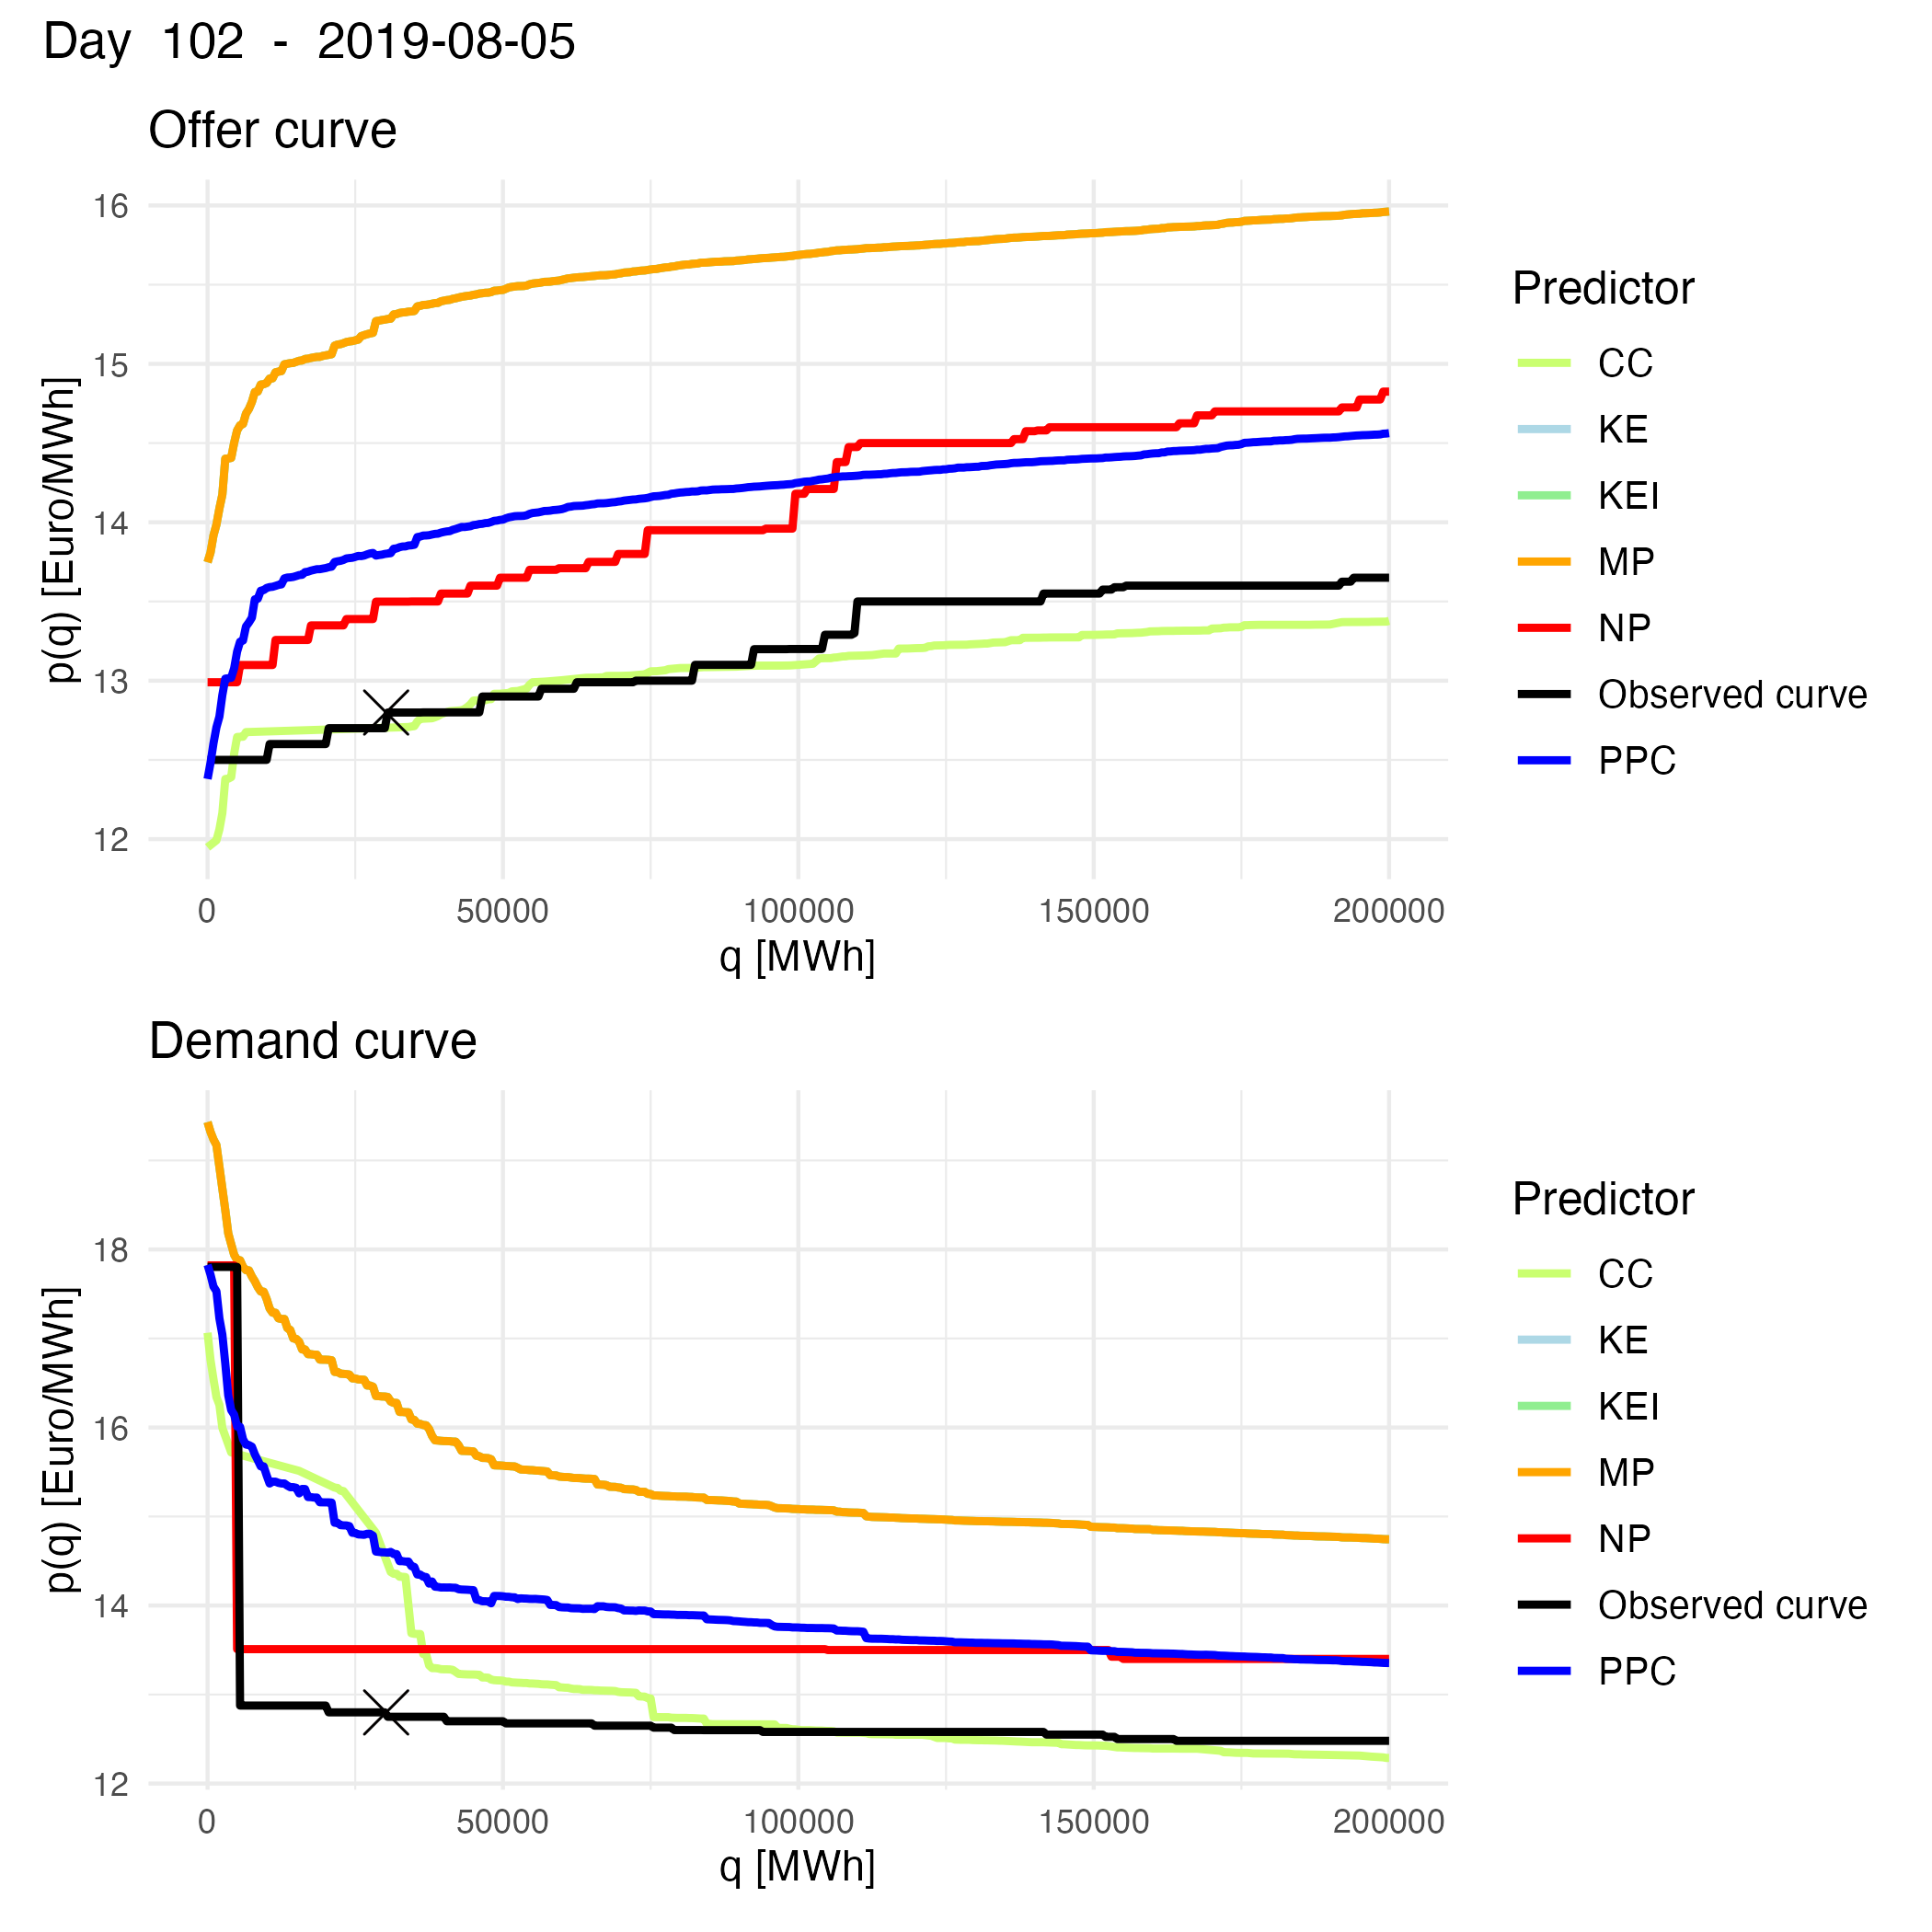 Day 102 - 2019-08-05
Offer curve
16
15
14
13
12
p(q) [Euro/MWh]
0 50000 100000 150000 200000
q [MWh]
Predictor
CC
KE
KEI
MP
NP
Observed curve
PPC
Demand curve
18
16
14
12
p(q) [Euro/MWh]
0 50000 100000 150000 200000
q [MWh]
Predictor
CC
KE
KEI
MP
NP
Observed curve
PPC